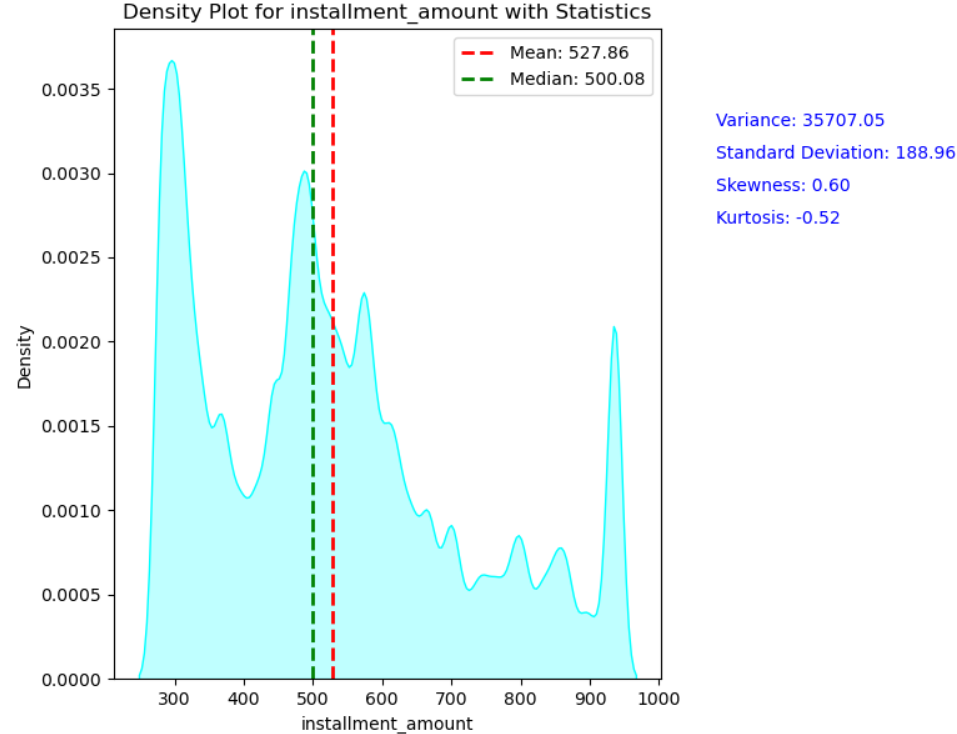 Density Plot for installment_amount with Statistics
Mean: 527.86
Median: 500.08
Variance: 35707.05
Standard Deviation: 188.96
Skewness: 0.60
Kurtosis: -0.52
Density
0.0035
0.0030
0.0025
0.0020
0.0015
0.0010
0.0005
0.0000
300 400 500 600 700 800 900 1000
installment_amount